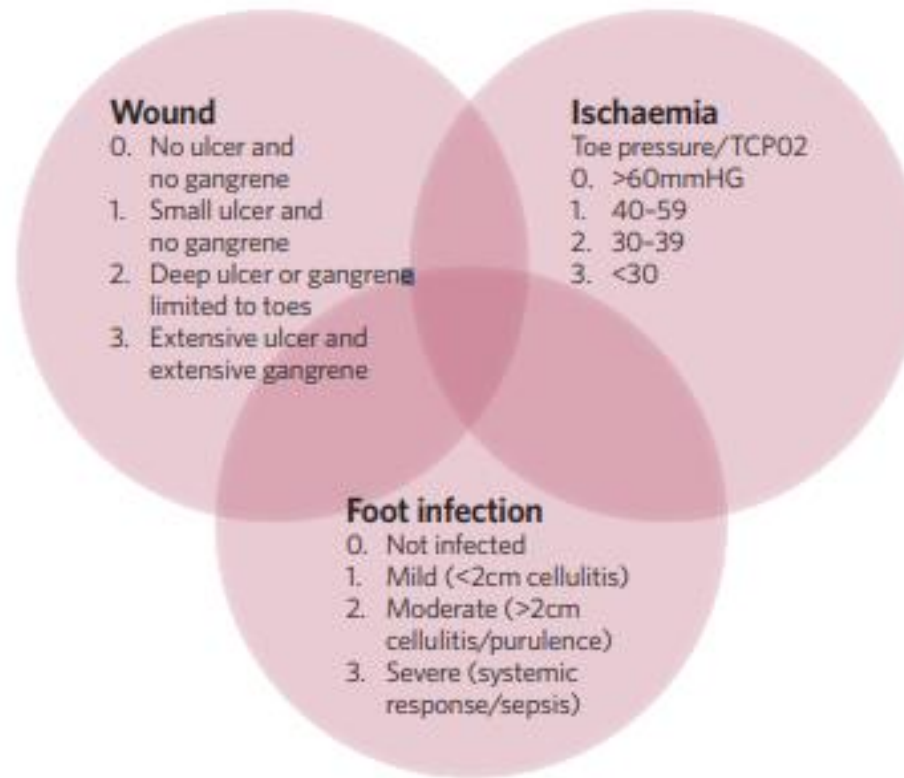 Wound
0. No ulcer and
no gangrene
1. Small ulcer and
no gangrene
2. Deep ulcer or gangrene
limited to toes
3. Extensive ulcer and
extensive gangrene
Ischaemia
Toe pressure/TCP02
0. >60mmHG
1. 40–59
2. 30–39
3. <30
Foot infection
0. Not infected
1. Mild (<2cm cellulitis)
2. Moderate (>2cm
cellulitis/purulence)
3. Severe (systemic
response/sepsis)